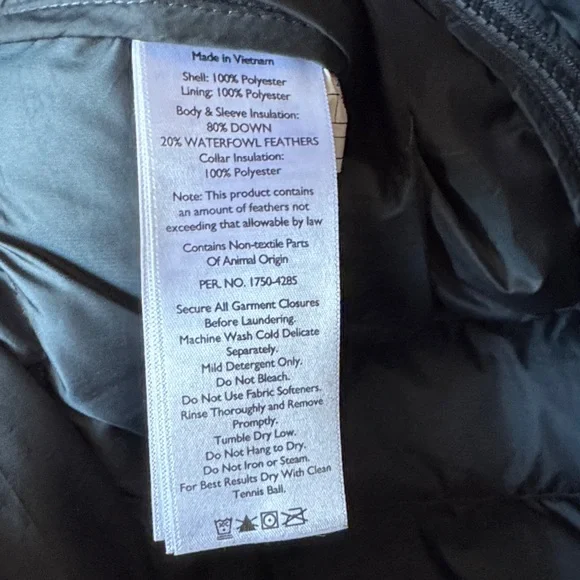 Made in Vietnam
Shell: 100% Polyester
Lining: 100% Polyester
Body & Sleeve Insulation:
80% DOWN
20% WATERFOWL FEATHERS
Collar Insulation:
100% Polyester
Note: This product contains
an amount of feathers not
exceeding that allowable by law
Contains Non-textile Parts
Of Animal Origin
PER. NO. 1750-4285
Secure All Garment Closures
Before Laundering.
Machine Wash Cold Delicate
Separately.
Mild Detergent Only.
Do Not Bleach.
Do Not Use Fabric Softeners.
Rinse Thoroughly and Remove
Promptly.
Tumble Dry Low.
Do Not Hang to Dry.
Do Not Iron or Steam.
For Best Results Dry With Clean
Tennis Ball.